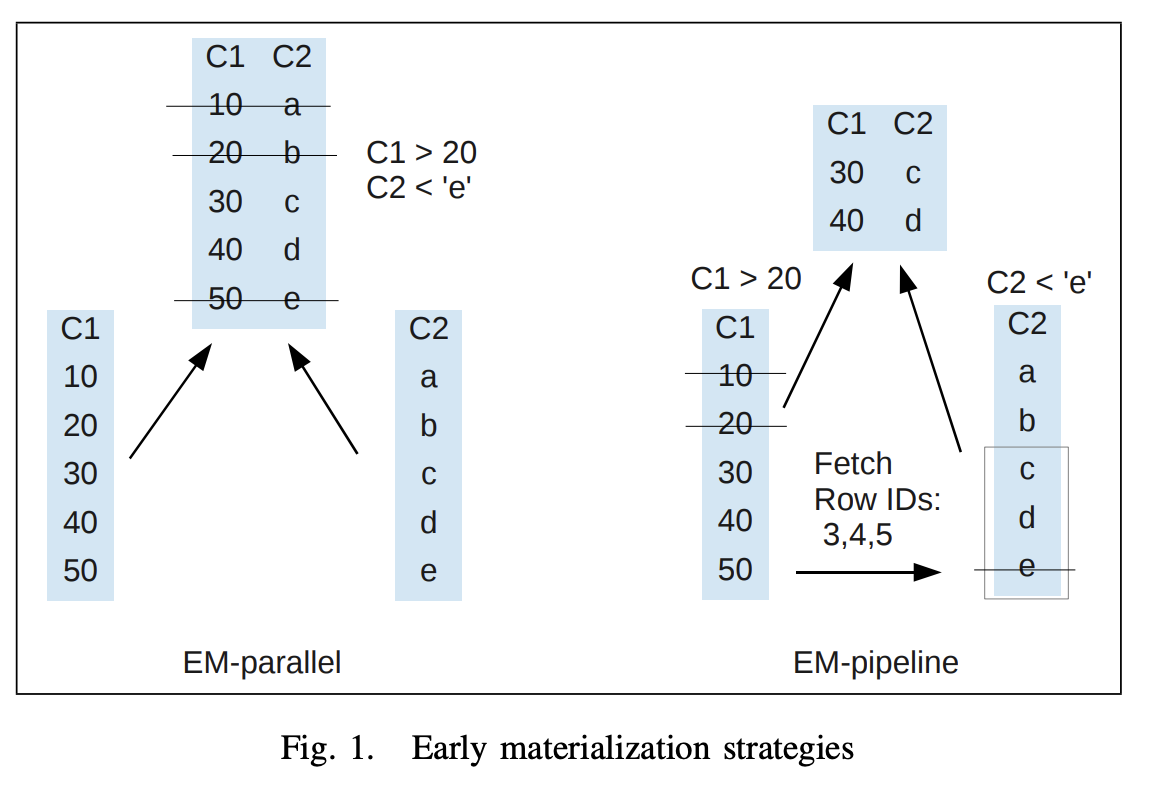 C1 C2
10 a
20 b
30 c
40 d
50 e
C1 > 20
C2 < 'e'
C1
10
20
30
40
50
C2
a
b
c
d
e
EM-parallel
C1 C2
30 c
40 d
C1 > 20
C1
10
20
30
40
50
Fetch
Row IDs:
3,4,5
C2 < 'e'
C2
a
b
c
d
e
EM-pipeline
Fig. 1. Early materialization strategies